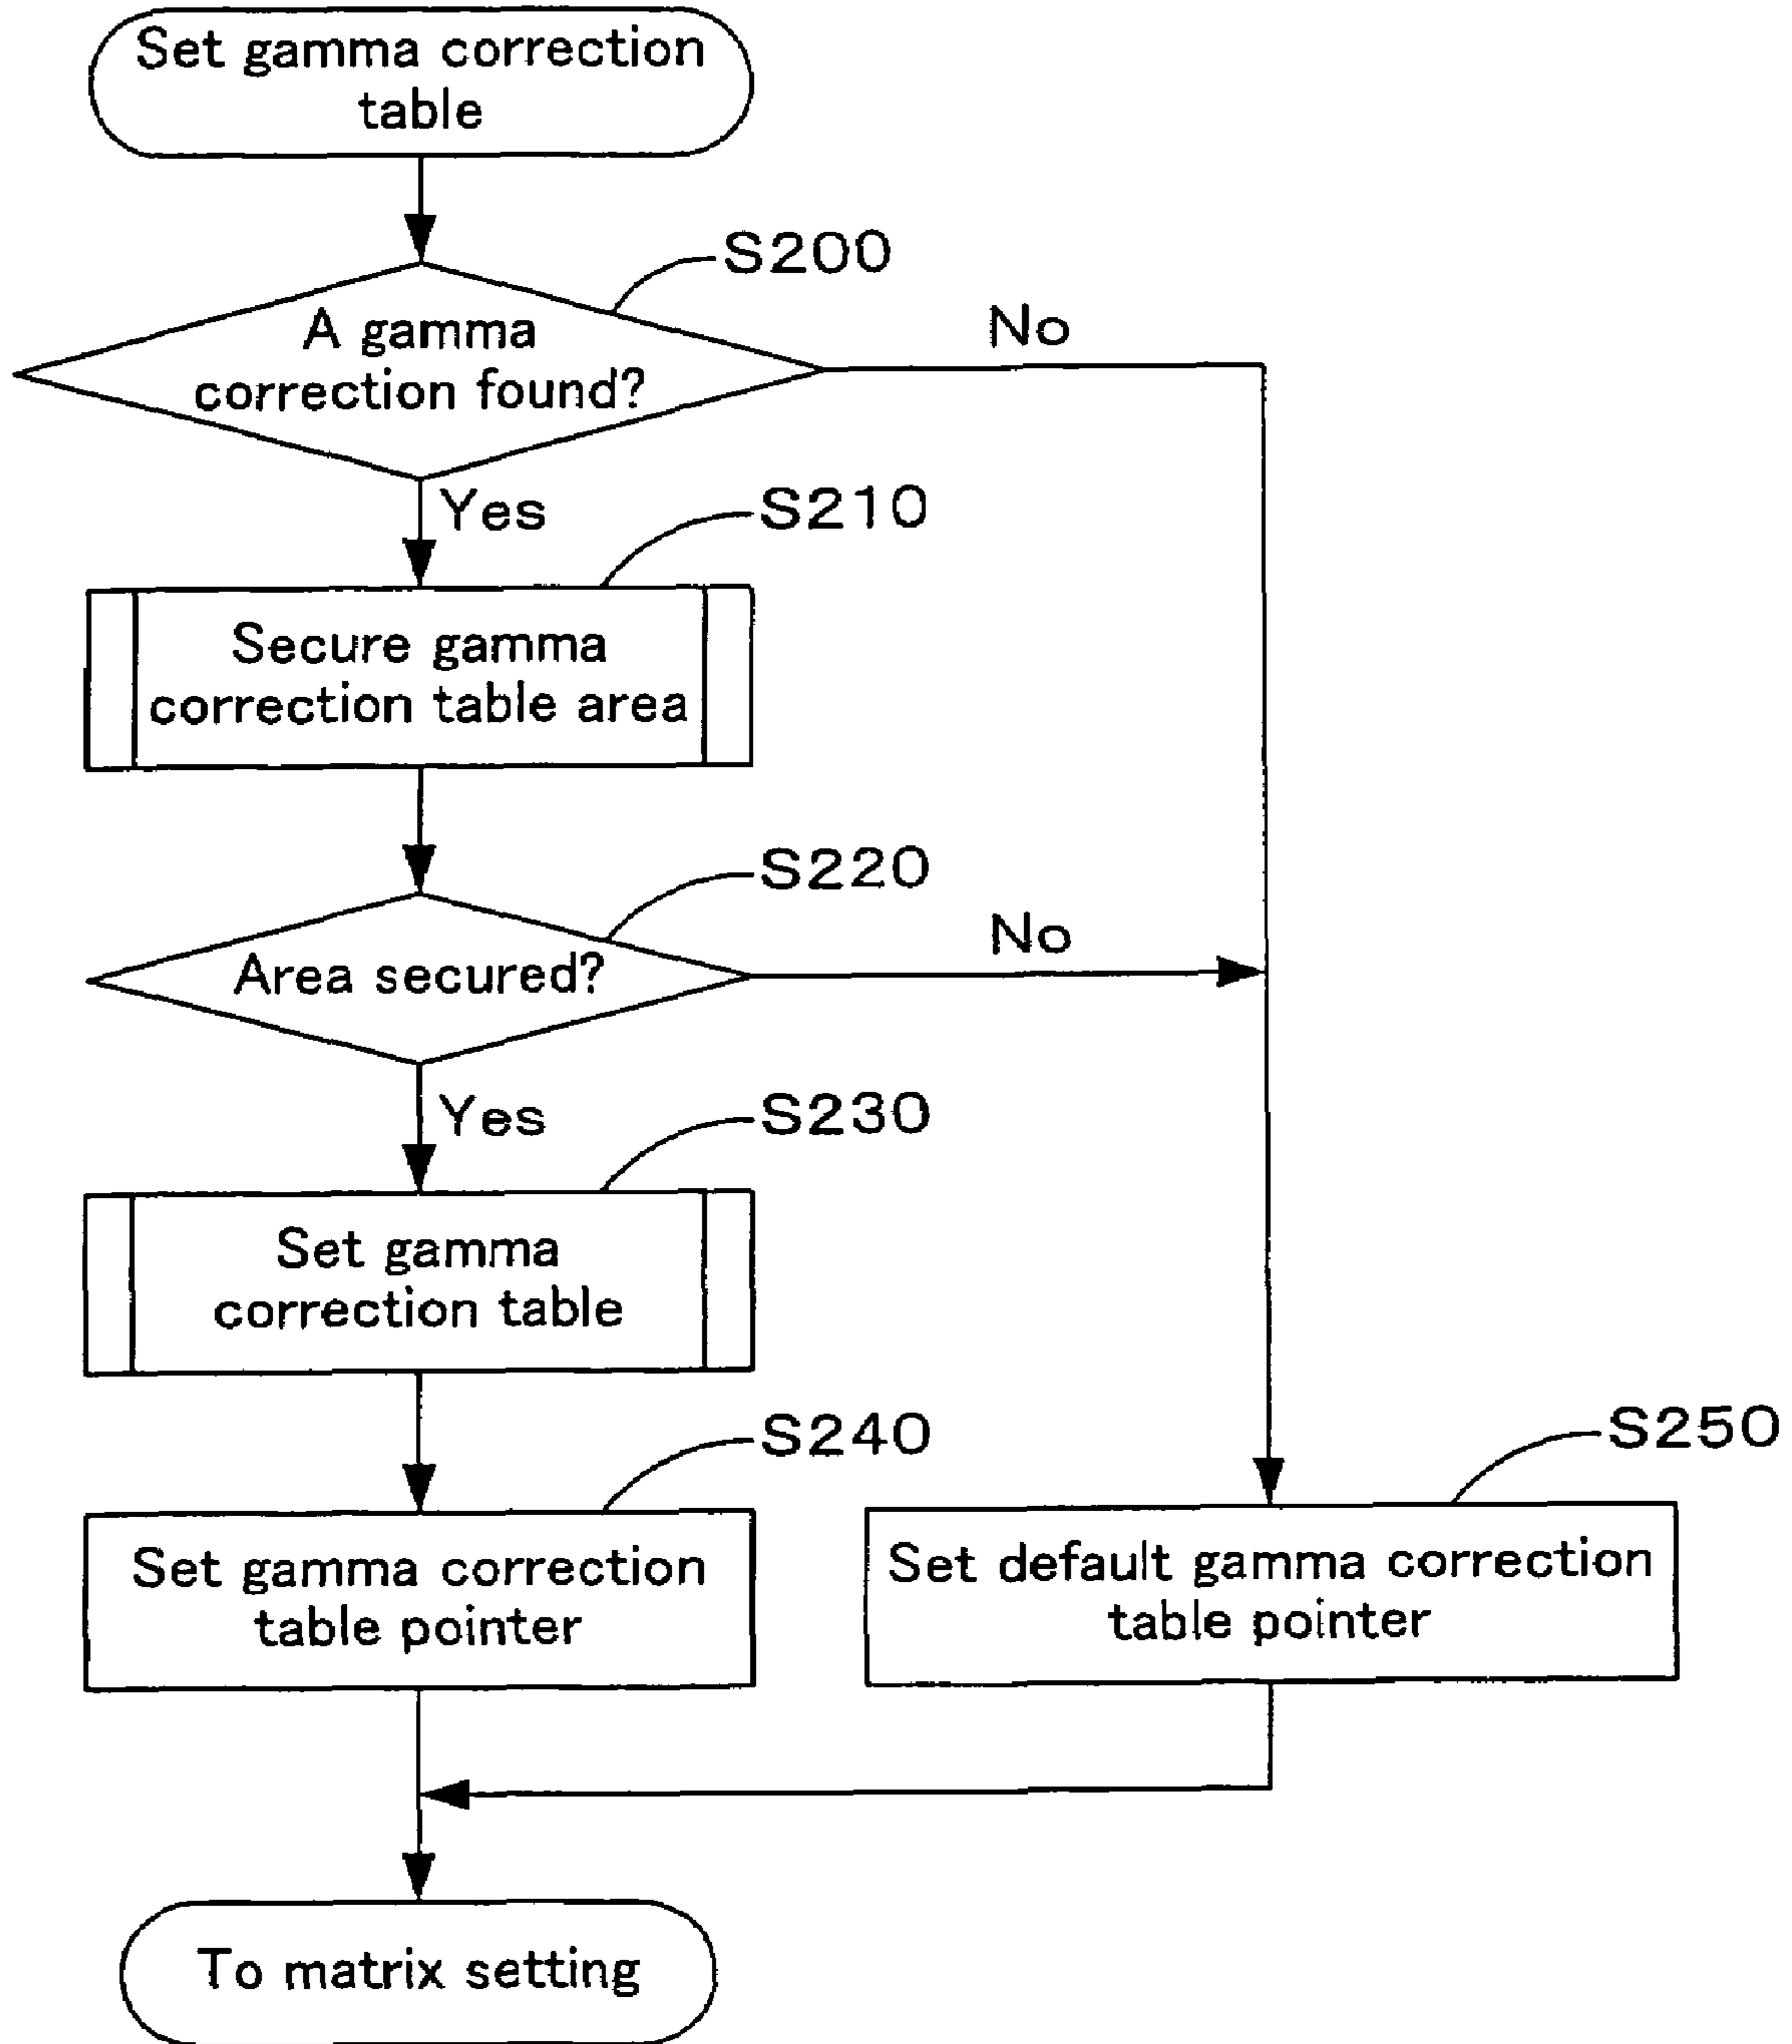 Set gamma correction
table
S200
A gamma
correction found?
No
Yes
S210
Secure gamma
correction table area
S220
Area secured?
No
Yes
S230
Set gamma
correction table
S240
Set gamma correction
table pointer
S250
Set default gamma correction
table pointer
To matrix setting